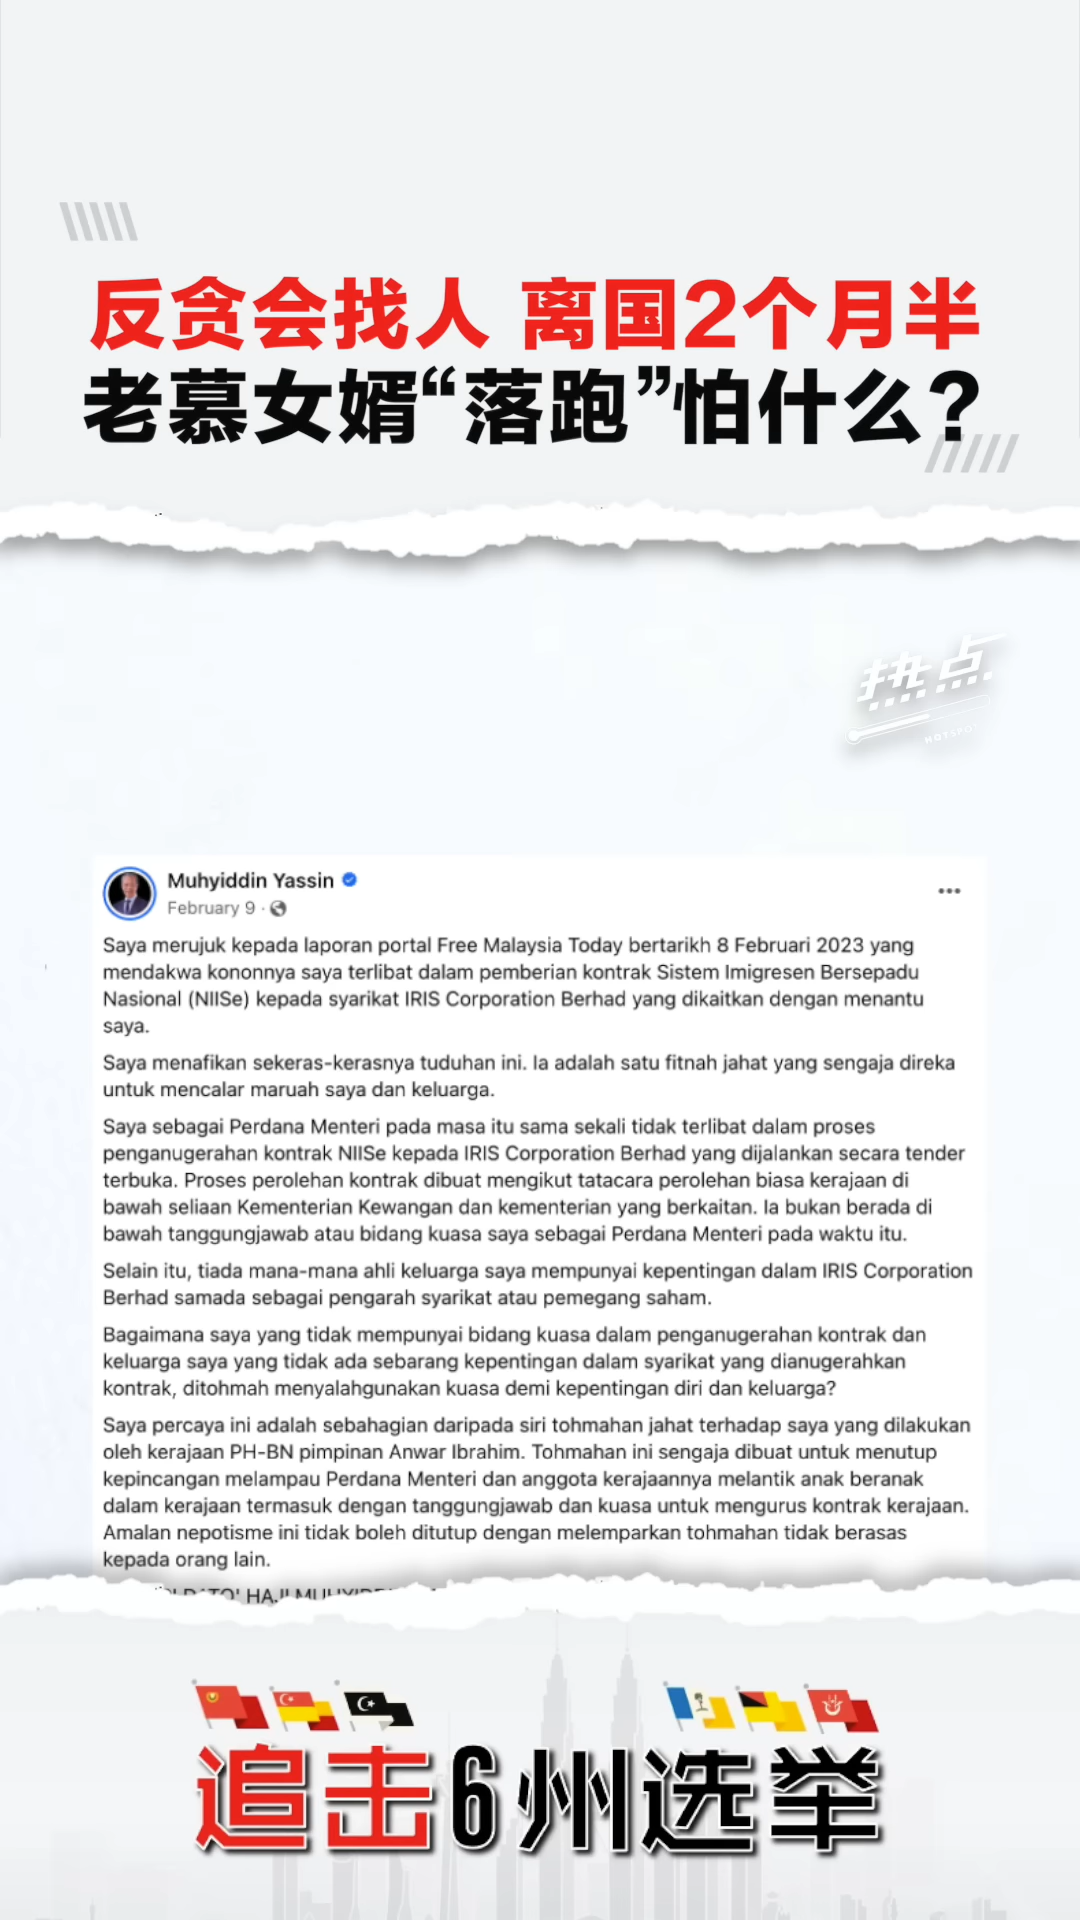 反贪会找人 离国2个月半
老慕女婿“落跑”怕什么?
热点
HOTSPOT
Muhyiddin Yassin
February 9 ·
Saya merujuk kepada laporan portal Free Malaysia Today bertarikh 8 Februari 2023 yang
mendakwa kononnya saya terlibat dalam pemberian kontrak Sistem Imigresen Bersepadu
Nasional (NIISe) kepada syarikat IRIS Corporation Berhad yang dikaitkan dengan menantu
saya.
Saya menafikan sekeras-kerasnya tuduhan ini. Ia adalah satu fitnah jahat yang sengaja direka
untuk mencalar maruah saya dan keluarga.
Saya sebagai Perdana Menteri pada masa itu sama sekali tidak terlibat dalam proses
penganugerahan kontrak NIISe kepada IRIS Corporation Berhad yang dijalankan secara tender
terbuka. Proses perolehan kontrak dibuat mengikut tatacara perolehan biasa kerajaan di
bawah seliaan Kementerian Kewangan dan kementerian yang berkaitan. Ia bukan berada di
bawah tanggungjawab atau bidang kuasa saya sebagai Perdana Menteri pada waktu itu.
Selain itu, tiada mana-mana ahli keluarga saya mempunyai kepentingan dalam IRIS Corporation
Berhad samada sebagai pengarah syarikat atau pemegang saham.
Bagaimana saya yang tidak mempunyai bidang kuasa dalam penganugerahan kontrak dan
keluarga saya yang tidak ada sebarang kepentingan dalam syarikat yang dianugerahkan
kontrak, ditohmah menyalahgunakan kuasa demi kepentingan diri dan keluarga?
Saya percaya ini adalah sebahagian daripada siri tohmahan jahat terhadap saya yang dilakukan
oleh kerajaan PH-BN pimpinan Anwar Ibrahim. Tohmahan ini sengaja dibuat untuk menutup
kepincangan melampau Perdana Menteri dan anggota kerajaannya melantik anak beranak
dalam kerajaan termasuk dengan tanggungjawab dan kuasa untuk mengurus kontrak kerajaan.
Amalan nepotisme ini tidak boleh ditutup dengan melemparkan tohmahan tidak berasas
kepada orang lain.
HAJI
追击6州选举